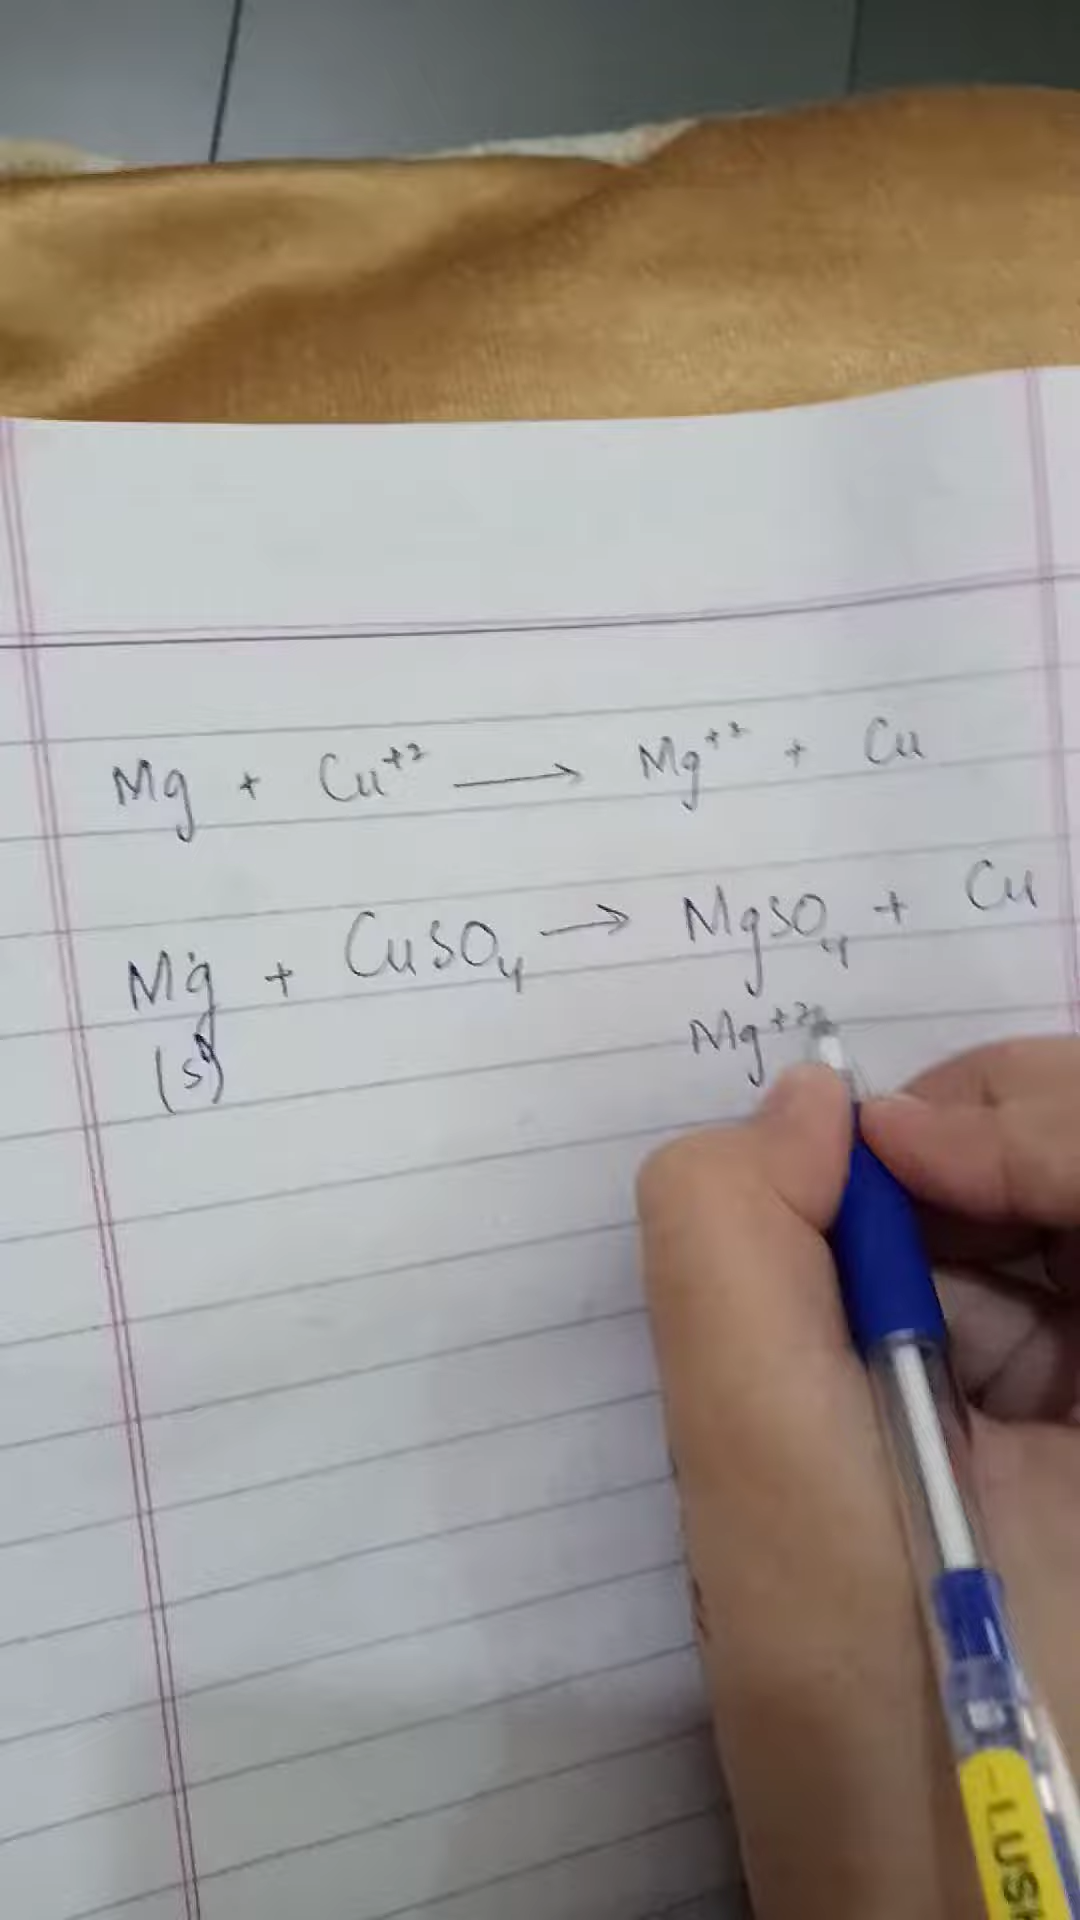 Mg + Cu⁺² ⟶ Mg⁺² + Cu
Mg + CuSO₄ → MgSO₄ + Cu
(s) Mg⁺²